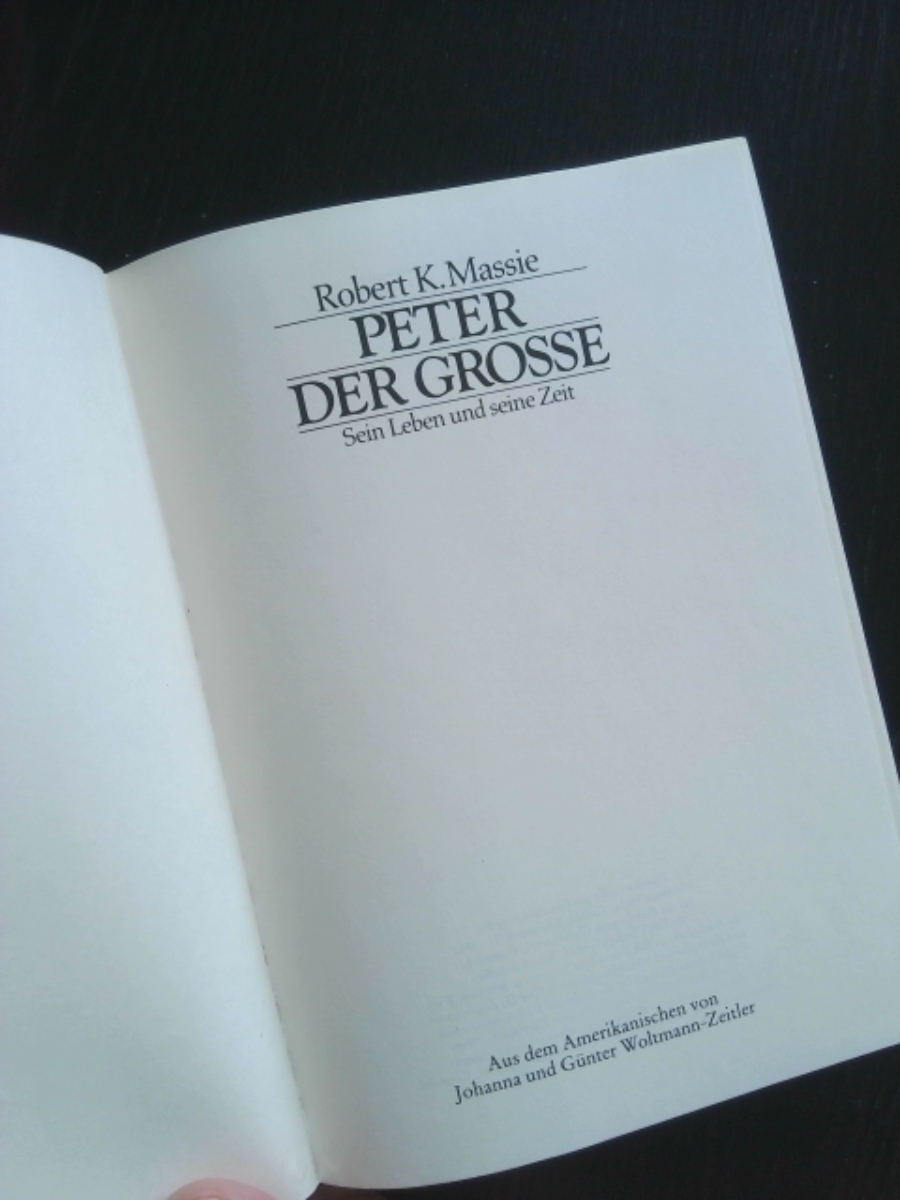 Robert K. Massie
PETER
DER GROSSE
Sein Leben und seine Zeit
Aus dem Amerikanischen von
Johanna und Günter Woltmann-Zeitler